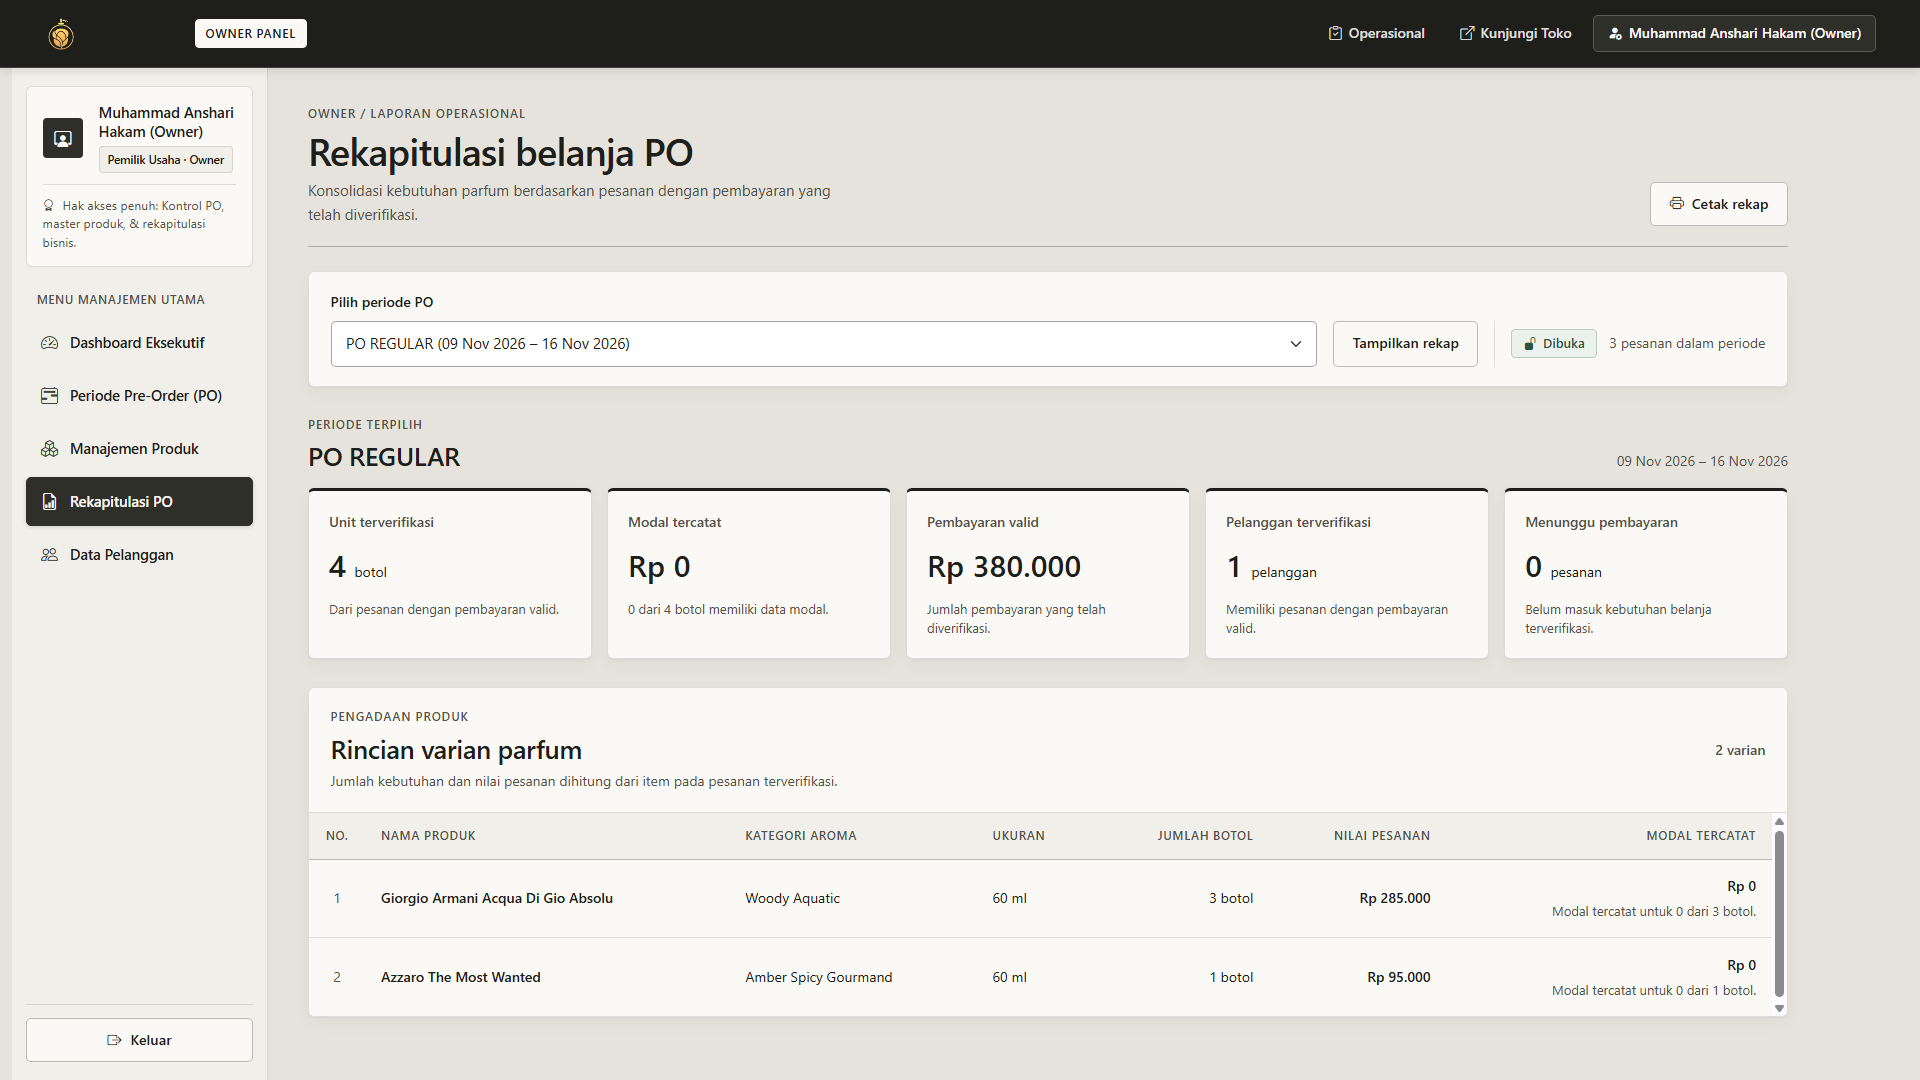 OWNER PANEL
Operasional
Kunjungi Toko
Muhammad Anshari Hakam (Owner)
Muhammad Anshari
Hakam (Owner)
Pemilik Usaha · Owner
Hak akses penuh: Kontrol PO,
master produk, & rekapitulasi
bisnis.
MENU MANAJEMEN UTAMA
Dashboard Eksekutif
Periode Pre-Order (PO)
Manajemen Produk
Rekapitulasi PO
Data Pelanggan
Keluar
OWNER / LAPORAN OPERASIONAL
Rekapitulasi belanja PO
Konsolidasi kebutuhan parfum berdasarkan pesanan dengan pembayaran yang
telah diverifikasi.
Cetak rekap
Pilih periode PO
PO REGULAR (09 Nov 2026 – 16 Nov 2026)
Tampilkan rekap
Dibuka
3 pesanan dalam periode
PERIODE TERPILIH
PO REGULAR
09 Nov 2026 – 16 Nov 2026
Unit terverifikasi
4 botol
Dari pesanan dengan pembayaran valid.
Modal tercatat
Rp 0
0 dari 4 botol memiliki data modal.
Pembayaran valid
Rp 380.000
Jumlah pembayaran yang telah
diverifikasi.
Pelanggan terverifikasi
1 pelanggan
Memiliki pesanan dengan pembayaran
valid.
Menunggu pembayaran
0 pesanan
Belum masuk kebutuhan belanja
terverifikasi.
PENGADAAN PRODUK
Rincian varian parfum
2 varian
Jumlah kebutuhan dan nilai pesanan dihitung dari item pada pesanan terverifikasi.
NO. NAMA PRODUK KATEGORI AROMA UKURAN JUMLAH BOTOL NILAI PESANAN MODAL TERCATAT
1 Giorgio Armani Acqua Di Gio Absolu Woody Aquatic 60 ml 3 botol Rp 285.000 Rp 0
Modal tercatat untuk 0 dari 3 botol.
2 Azzaro The Most Wanted Amber Spicy Gourmand 60 ml 1 botol Rp 95.000 Rp 0
Modal tercatat untuk 0 dari 1 botol.